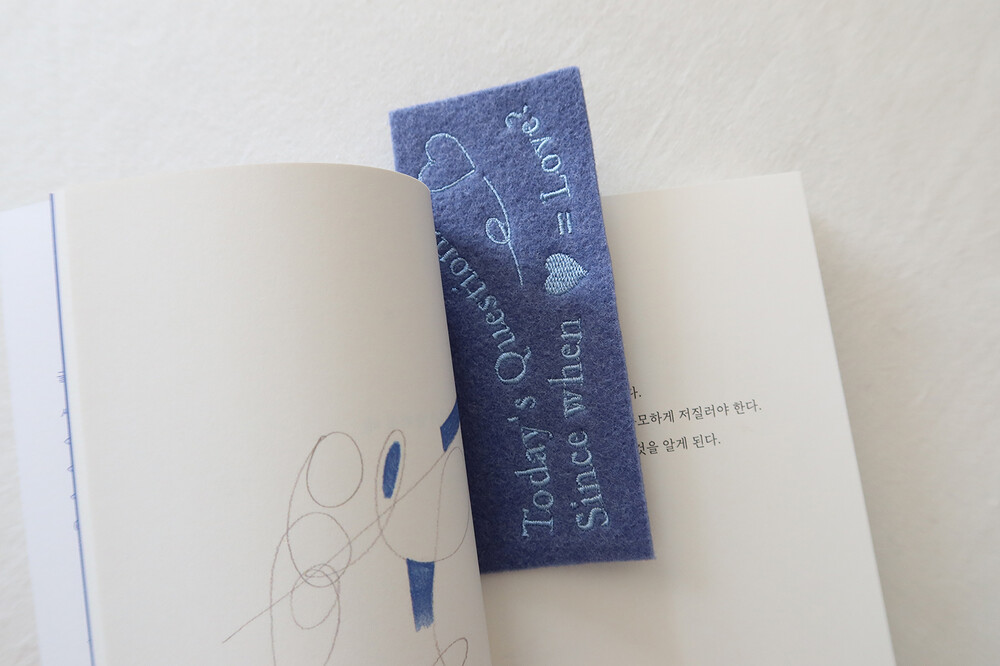 Today's Question
Since when ♥ = Love?
다.
모하게 저질러야 한다.
것을 알게 된다.